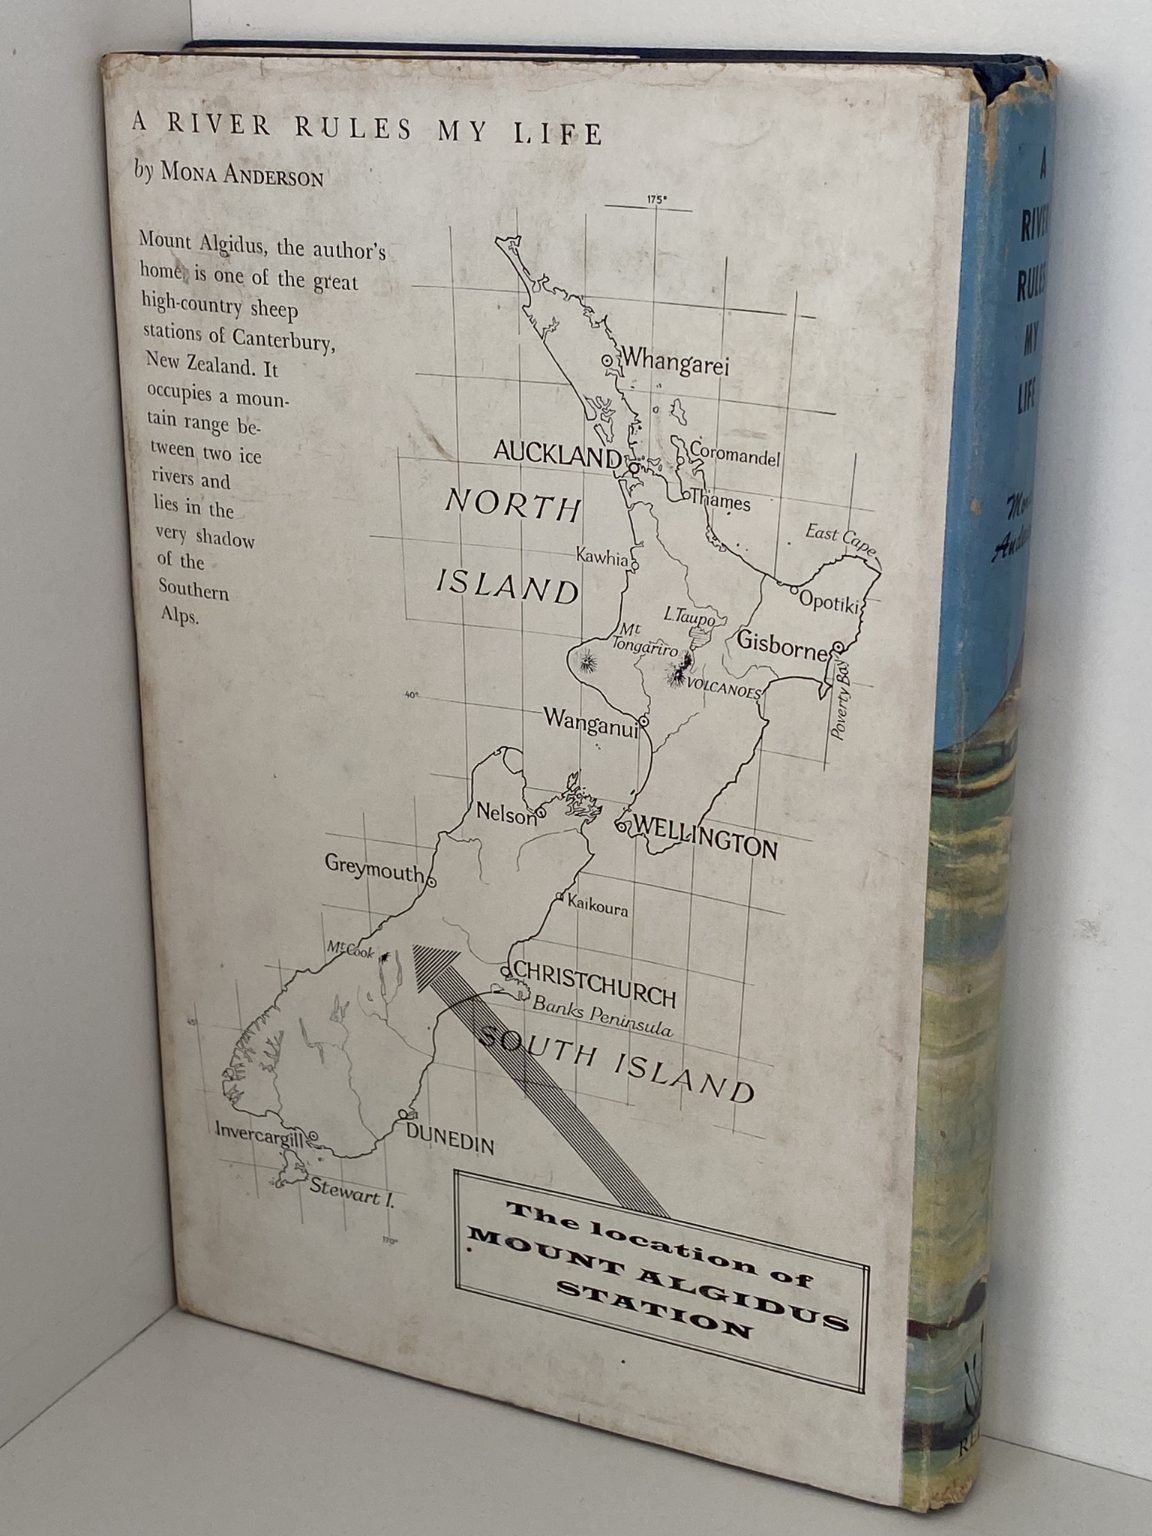 A RIVER RULES MY LIFE
by MONA ANDERSON
Mount Algidus, the author's
home, is one of the great
high-country sheep
stations of Canterbury,
New Zealand. It
occupies a moun-
tain range be-
tween two ice
rivers and
lies in the
very shadow
of the
Southern
Alps.
175°
Whangarei
AUCKLAND
Coromandel
Thames
NORTH
ISLAND
East Cape
Kawhia
Opotiki
L.Taupo
Mt
Tongariro
Gisborne
VOLCANOES
Poverty Bay
40°
Wanganui
Nelson
WELLINGTON
Greymouth
Kaikoura
Mt Cook
CHRISTCHURCH
Banks Peninsula
SOUTH ISLAND
45°
DUNEDIN
Invercargill
Stewart I.
170°
The location of
MOUNT ALGIDUS
STATION
A
RIVER
RULES
MY
LIFE